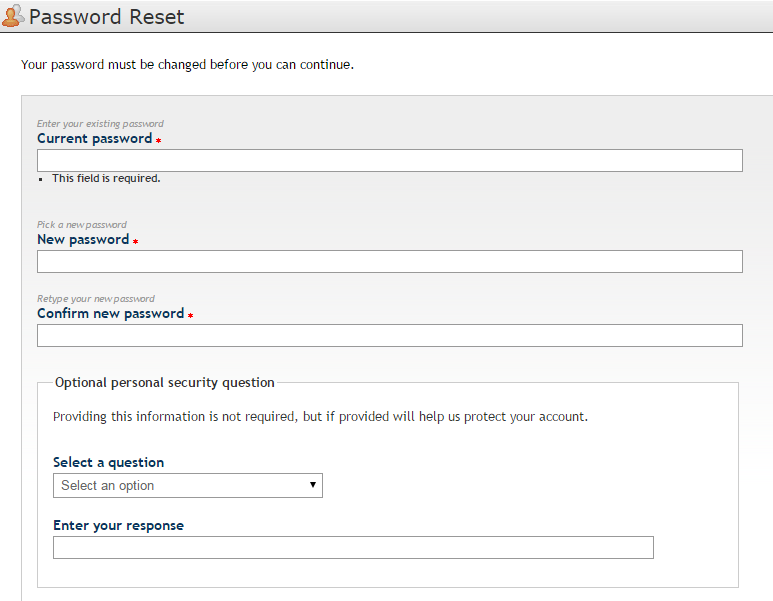 Password Reset
Your password must be changed before you can continue.
Enter your existing password
Current password *
This field is required.
Pick a new password
New password *
Retype your new password
Confirm new password *
Optional personal security question
Providing this information is not required, but if provided will help us protect your account.
Select a question
Select an option
Enter your response